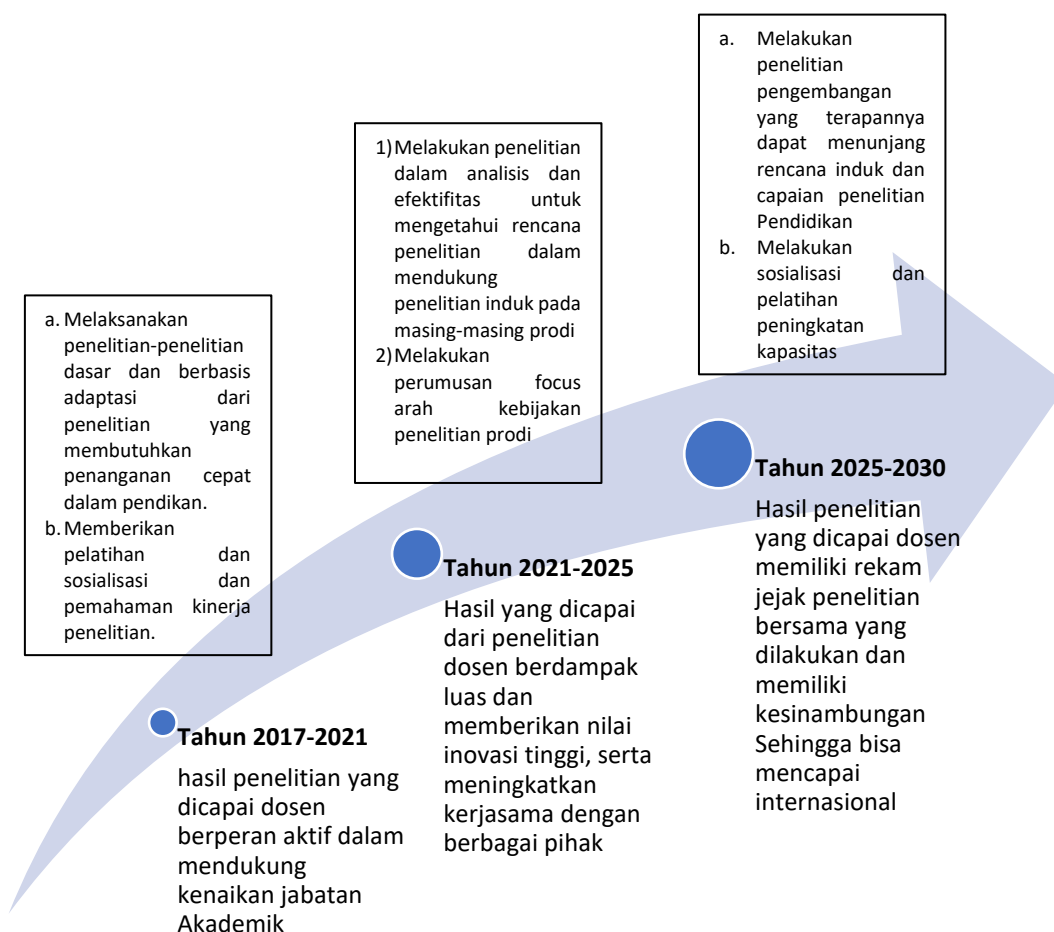 a. Melaksanakan
penelitian-penelitian
dasar dan berbasis
adaptasi dari
penelitian yang
membutuhkan
penanganan cepat
dalam pendikan.
b. Memberikan
pelatihan dan
sosialisasi dan
pemahaman kinerja
penelitian.
Tahun 2017-2021
hasil penelitian yang
dicapai dosen
berperan aktif dalam
mendukung
kenaikan jabatan
Akademik
1) Melakukan penelitian
dalam analisis dan
efektifitas untuk
mengetahui rencana
penelitian dalam
mendukung
penelitian induk pada
masing-masing prodi
2) Melakukan
perumusan focus
arah kebijakan
penelitian prodi
Tahun 2021-2025
Hasil yang dicapai
dari penelitian
dosen berdampak
luas dan
memberikan nilai
inovasi tinggi, serta
meningkatkan
kerjasama dengan
berbagai pihak
a. Melakukan
penelitian
pengembangan
yang terapannya
dapat menunjang
rencana induk dan
capaian penelitian
Pendidikan
b. Melakukan
sosialisasi dan
pelatihan
peningkatan
kapasitas
Tahun 2025-2030
Hasil penelitian
yang dicapai dosen
memiliki rekam
jejak penelitian
bersama yang
dilakukan dan
memiliki
kesinambungan
Sehingga bisa
mencapai
internasional